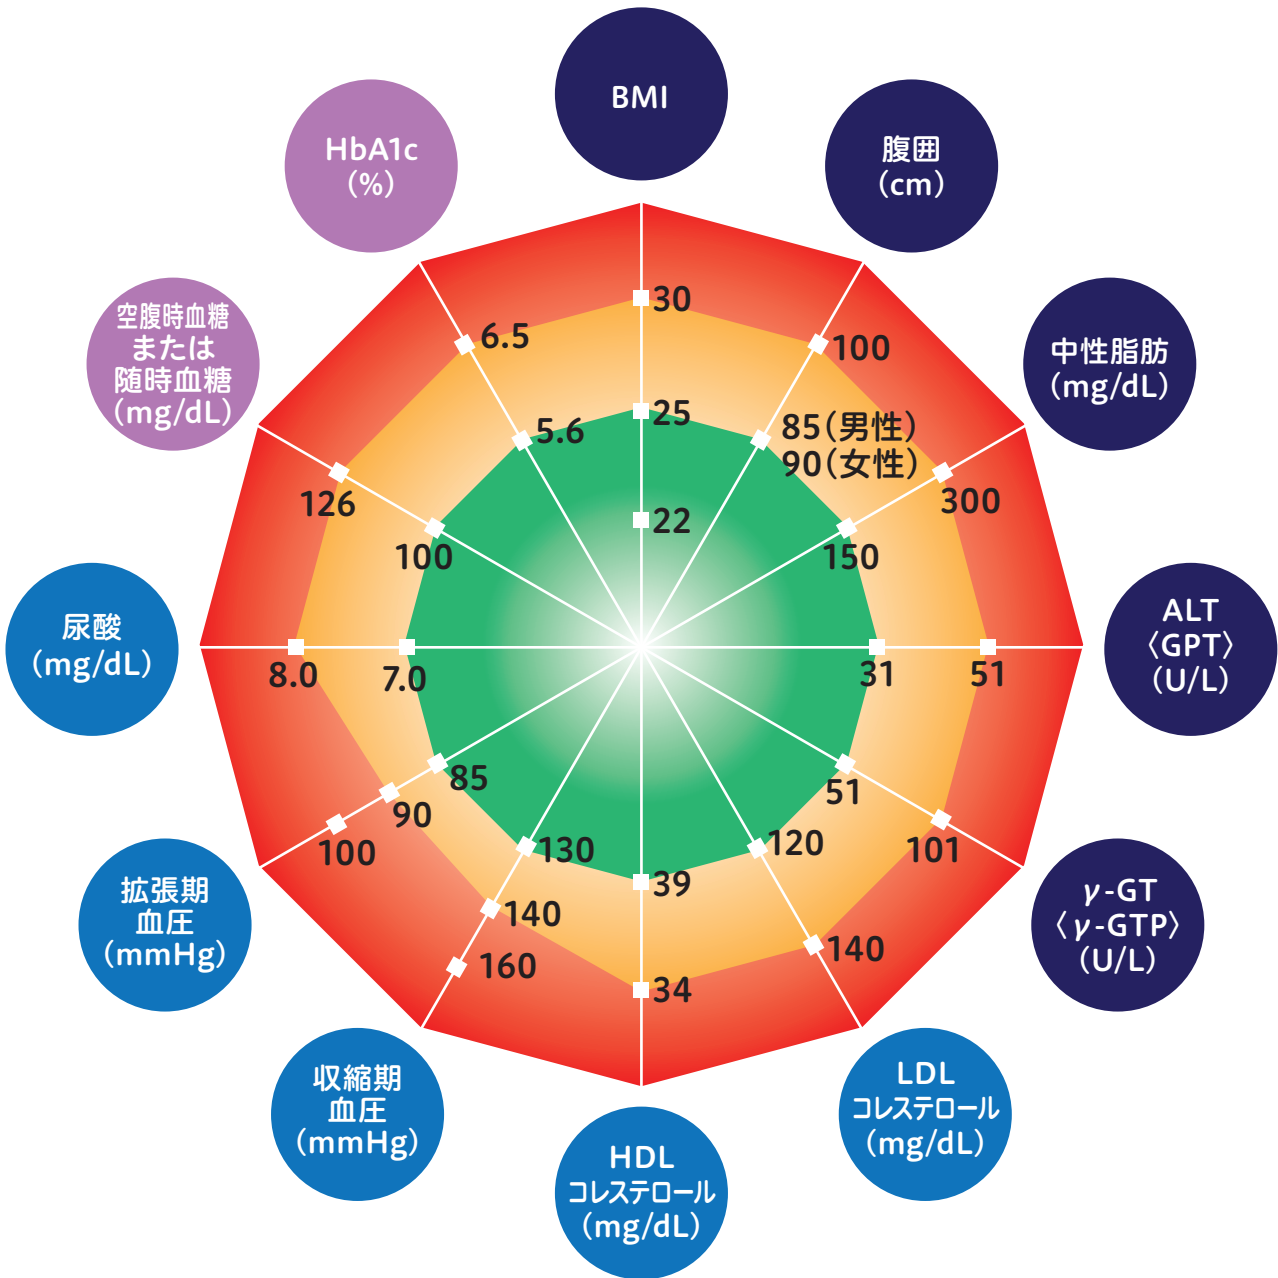 BMI
腹囲
(cm)
中性脂肪
(mg/dL)
ALT
〈GPT〉
(U/L)
γ-GT
〈γ-GTP〉
(U/L)
LDL
コレステロール
(mg/dL)
HDL
コレステロール
(mg/dL)
収縮期
血圧
(mmHg)
拡張期
血圧
(mmHg)
尿酸
(mg/dL)
空腹時血糖
または
随時血糖
(mg/dL)
HbA1c
(%)
30
25
22
100
85(男性)
90(女性)
300
150
31
51
51
101
120
140
39
34
130
140
160
85
90
100
7.0
8.0
100
126
5.6
6.5